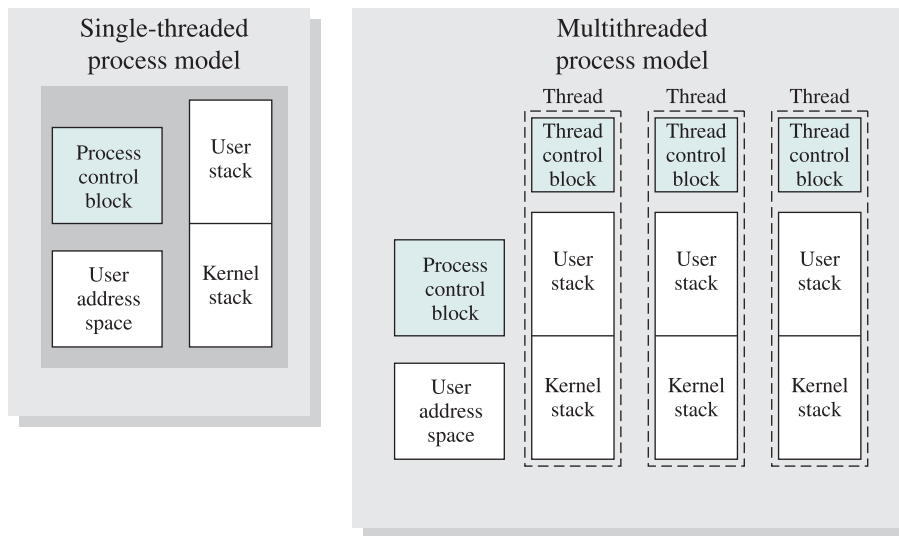 Single-threaded
process model
Process
control
block
User
stack
User
address
space
Kernel
stack
Multithreaded
process model
Thread
Thread
Thread
Thread
control
block
Thread
control
block
Thread
control
block
Process
control
block
User
stack
User
stack
User
stack
User
address
space
Kernel
stack
Kernel
stack
Kernel
stack